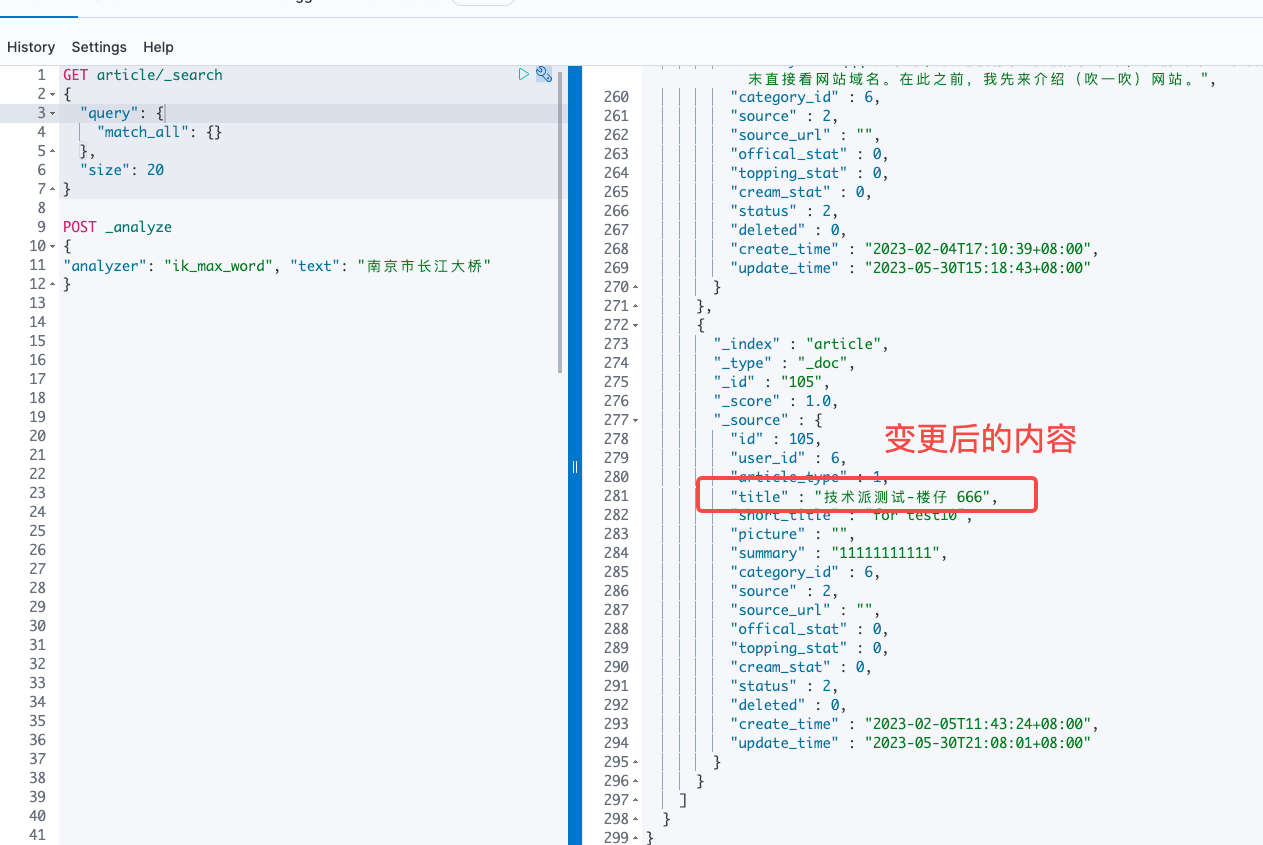 History Settings Help
1 GET article/_search
2 {
3 "query": {
4 "match_all": {}
5 },
6 "size": 20
7 }
8
9 POST _analyze
10 {
11 "analyzer": "ik_max_word", "text": "南京市长江大桥"
12 }
13
14
15
16
17
18
19
20
21
22
23
24
25
26
27
28
29
30
31
32
33
34
35
36
37
38
39
40
41
末直接看网站域名。在此之前，我先来介绍（吹一吹）网站。",
260 "category_id" : 6,
261 "source" : 2,
262 "source_url" : "",
263 "offical_stat" : 0,
264 "topping_stat" : 0,
265 "cream_stat" : 0,
266 "status" : 2,
267 "deleted" : 0,
268 "create_time" : "2023-02-04T17:10:39+08:00",
269 "update_time" : "2023-05-30T15:18:43+08:00"
270 }
271 },
272 {
273 "_index" : "article",
274 "_type" : "_doc",
275 "_id" : "105",
276 "_score" : 1.0,
277 "_source" : {
278 "id" : 105,
变更后的内容
279 "user_id" : 6,
280 "article_type" : 1,
281 "title" : "技术派测试-楼仔 666",
282 "short_title" : "for test10",
283 "picture" : "",
284 "summary" : "11111111111",
285 "category_id" : 6,
286 "source" : 2,
287 "source_url" : "",
288 "offical_stat" : 0,
289 "topping_stat" : 0,
290 "cream_stat" : 0,
291 "status" : 2,
292 "deleted" : 0,
293 "create_time" : "2023-02-05T11:43:24+08:00",
294 "update_time" : "2023-05-30T21:08:01+08:00"
295 }
296 }
297 ]
298 }
299 }